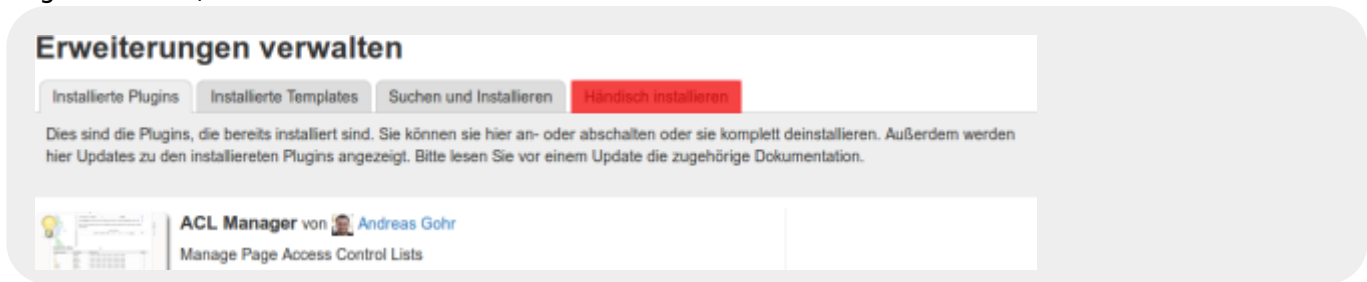 Erweiterungen verwalten
Installierte Plugins Installierte Templates Suchen und Installieren Händisch installieren
Dies sind die Plugins, die bereits installiert sind. Sie können sie hier an- oder abschalten oder sie komplett deinstallieren. Außerdem werden
hier Updates zu den installiereten Plugins angezeigt. Bitte lesen Sie vor einem Update die zugehörige Dokumentation.
ACL Manager von Andreas Gohr
Manage Page Access Control Lists